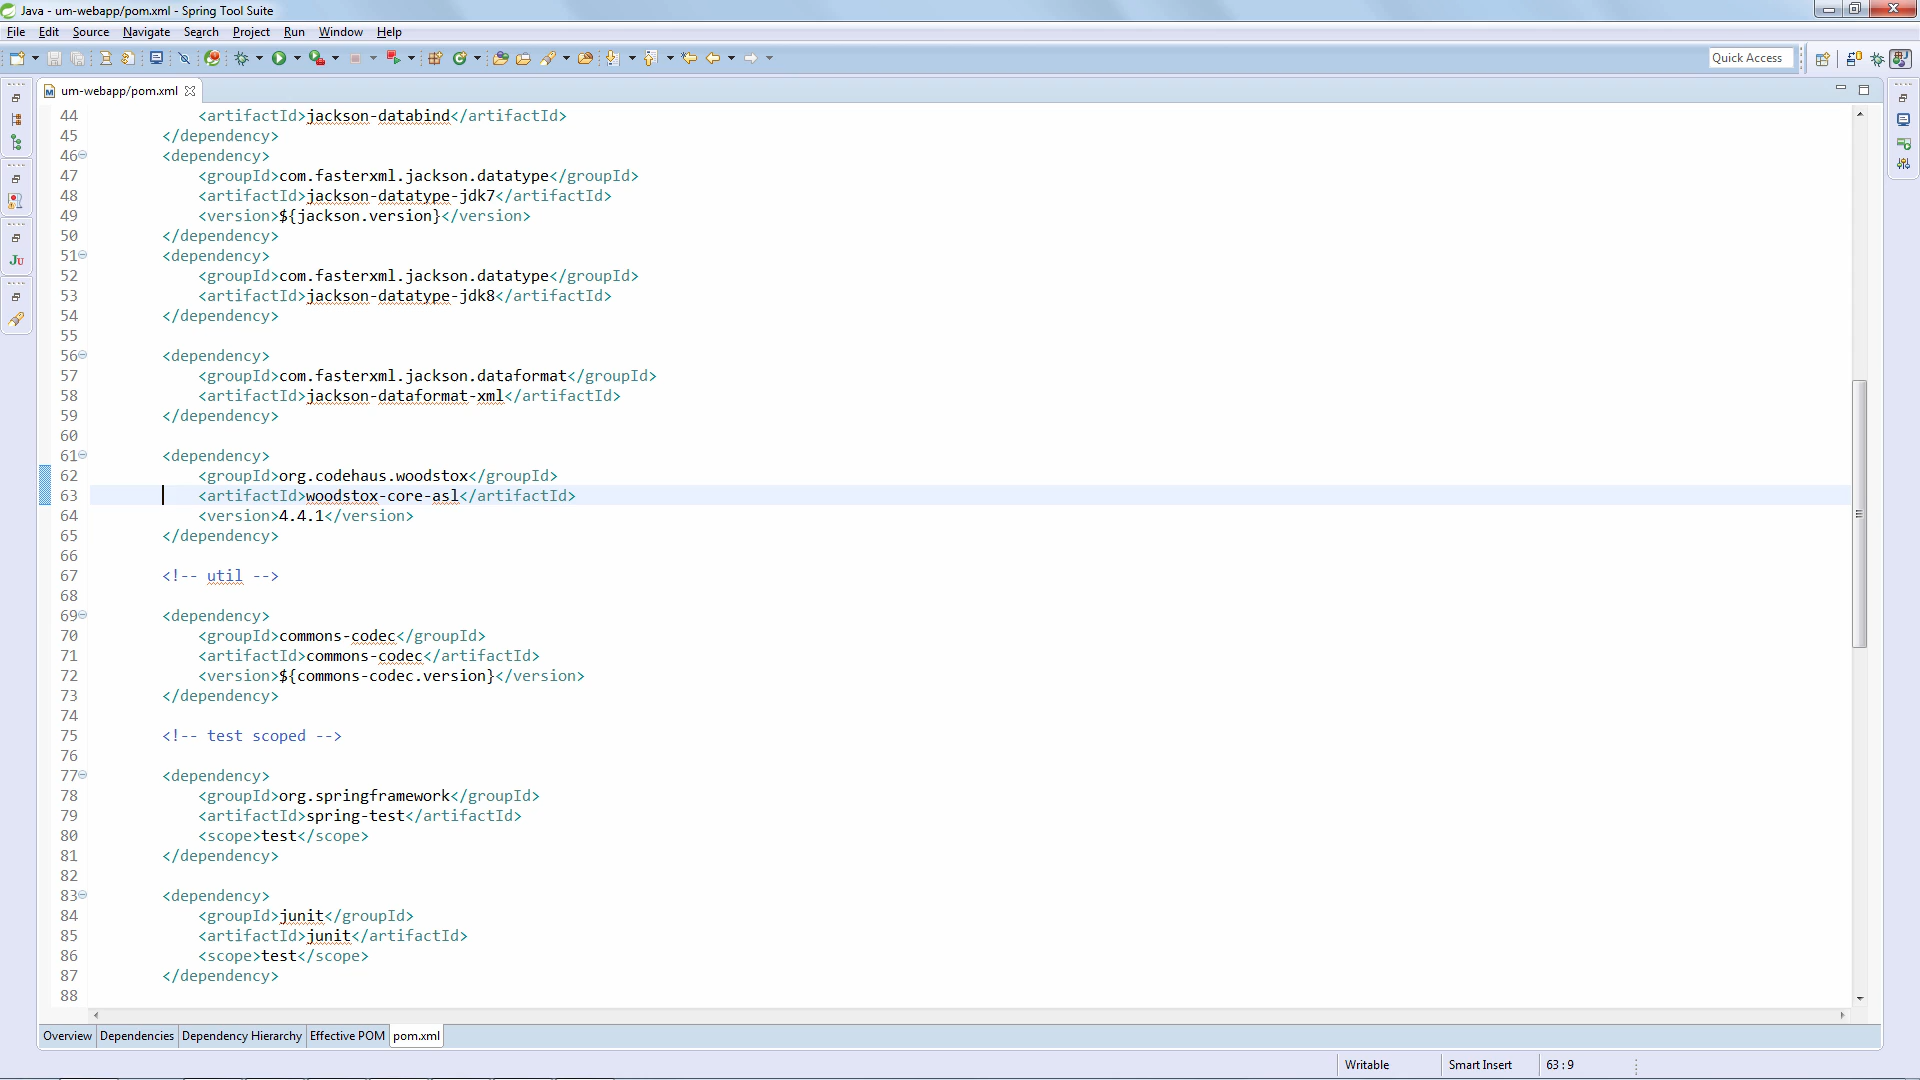 Java - um-webapp/pom.xml - Spring Tool Suite
File Edit Source Navigate Search Project Run Window Help
Quick Access
um-webapp/pom.xml
44 <artifactId>jackson-databind</artifactId>
45 </dependency>
46 <dependency>
47 <groupId>com.fasterxml.jackson.datatype</groupId>
48 <artifactId>jackson-datatype-jdk7</artifactId>
49 <version>${jackson.version}</version>
50 </dependency>
51 <dependency>
52 <groupId>com.fasterxml.jackson.datatype</groupId>
53 <artifactId>jackson-datatype-jdk8</artifactId>
54 </dependency>
55
56 <dependency>
57 <groupId>com.fasterxml.jackson.dataformat</groupId>
58 <artifactId>jackson-dataformat-xml</artifactId>
59 </dependency>
60
61 <dependency>
62 <groupId>org.codehaus.woodstox</groupId>
63 <artifactId>woodstox-core-asl</artifactId>
64 <version>4.4.1</version>
65 </dependency>
66
67 <!-- util -->
68
69 <dependency>
70 <groupId>commons-codec</groupId>
71 <artifactId>commons-codec</artifactId>
72 <version>${commons-codec.version}</version>
73 </dependency>
74
75 <!-- test scoped -->
76
77 <dependency>
78 <groupId>org.springframework</groupId>
79 <artifactId>spring-test</artifactId>
80 <scope>test</scope>
81 </dependency>
82
83 <dependency>
84 <groupId>junit</groupId>
85 <artifactId>junit</artifactId>
86 <scope>test</scope>
87 </dependency>
88
Overview Dependencies Dependency Hierarchy Effective POM pom.xml
Writable Smart Insert 63 : 9